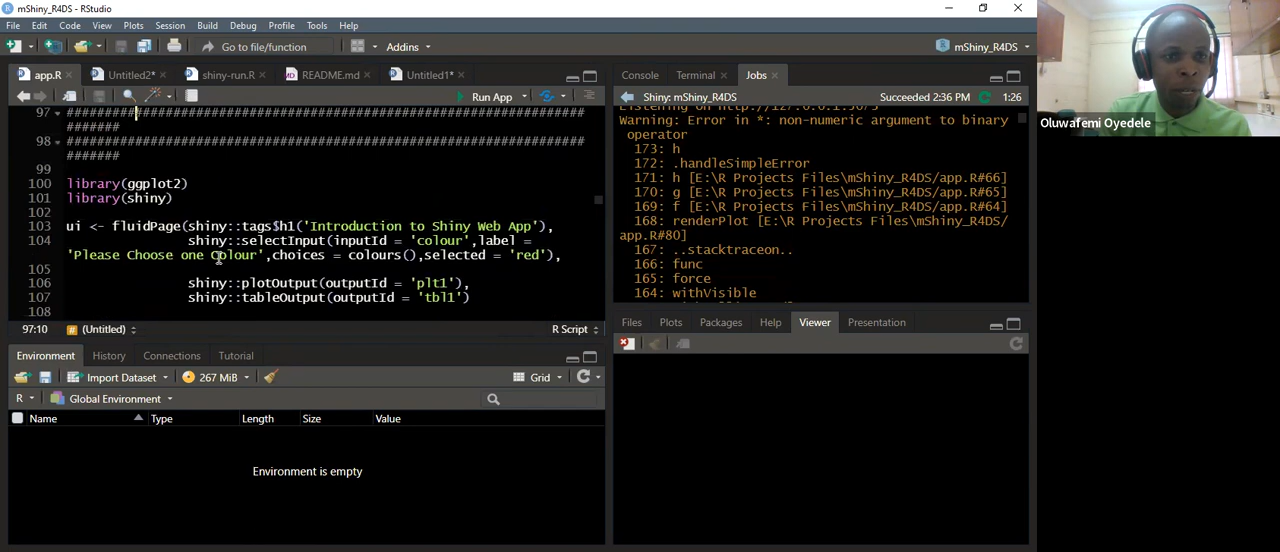 mShiny_R4DS - RStudio
File Edit Code View Plots Session Build Debug Profile Tools Help
Go to file/function Addins mShiny_R4DS
app.R Untitled2* shiny-run.R README.md Untitled1*
Run App
97 #####################################################################
#######
98 #####################################################################
#######
99
100 library(ggplot2)
101 library(shiny)
102
103 ui <- fluidPage(shiny::tags$h1('Introduction to Shiny Web App'),
104 shiny::selectInput(inputId = 'colour',label =
'Please Choose one Colour',choices = colours(),selected = 'red'),
105
106 shiny::plotOutput(outputId = 'plt1'),
107 shiny::tableOutput(outputId = 'tbl1')
108
97:10 # (Untitled) R Script
Environment History Connections Tutorial
Import Dataset 267 MiB Grid
R Global Environment
Name Type Length Size Value
Environment is empty
Console Terminal Jobs
Shiny: mShiny_R4DS Succeeded 2:36 PM 1:26
Warning: Error in *: non-numeric argument to binary
operator
173: h
172: .handleSimpleError
171: h [E:\R Projects Files\mShiny_R4DS/app.R#66]
170: g [E:\R Projects Files\mShiny_R4DS/app.R#65]
169: f [E:\R Projects Files\mShiny_R4DS/app.R#64]
168: renderPlot [E:\R Projects Files\mShiny_R4DS/
app.R#80]
167: ..stacktraceon..
166: func
165: force
164: withVisible
Files Plots Packages Help Viewer Presentation
Oluwafemi Oyedele